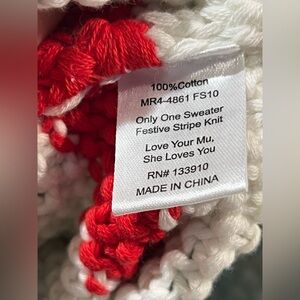 100%Cotton
MR4-4861 FS10
Only One Sweater
Festive Stripe Knit
Love Your Mu,
She Loves You
RN# 133910
MADE IN CHINA